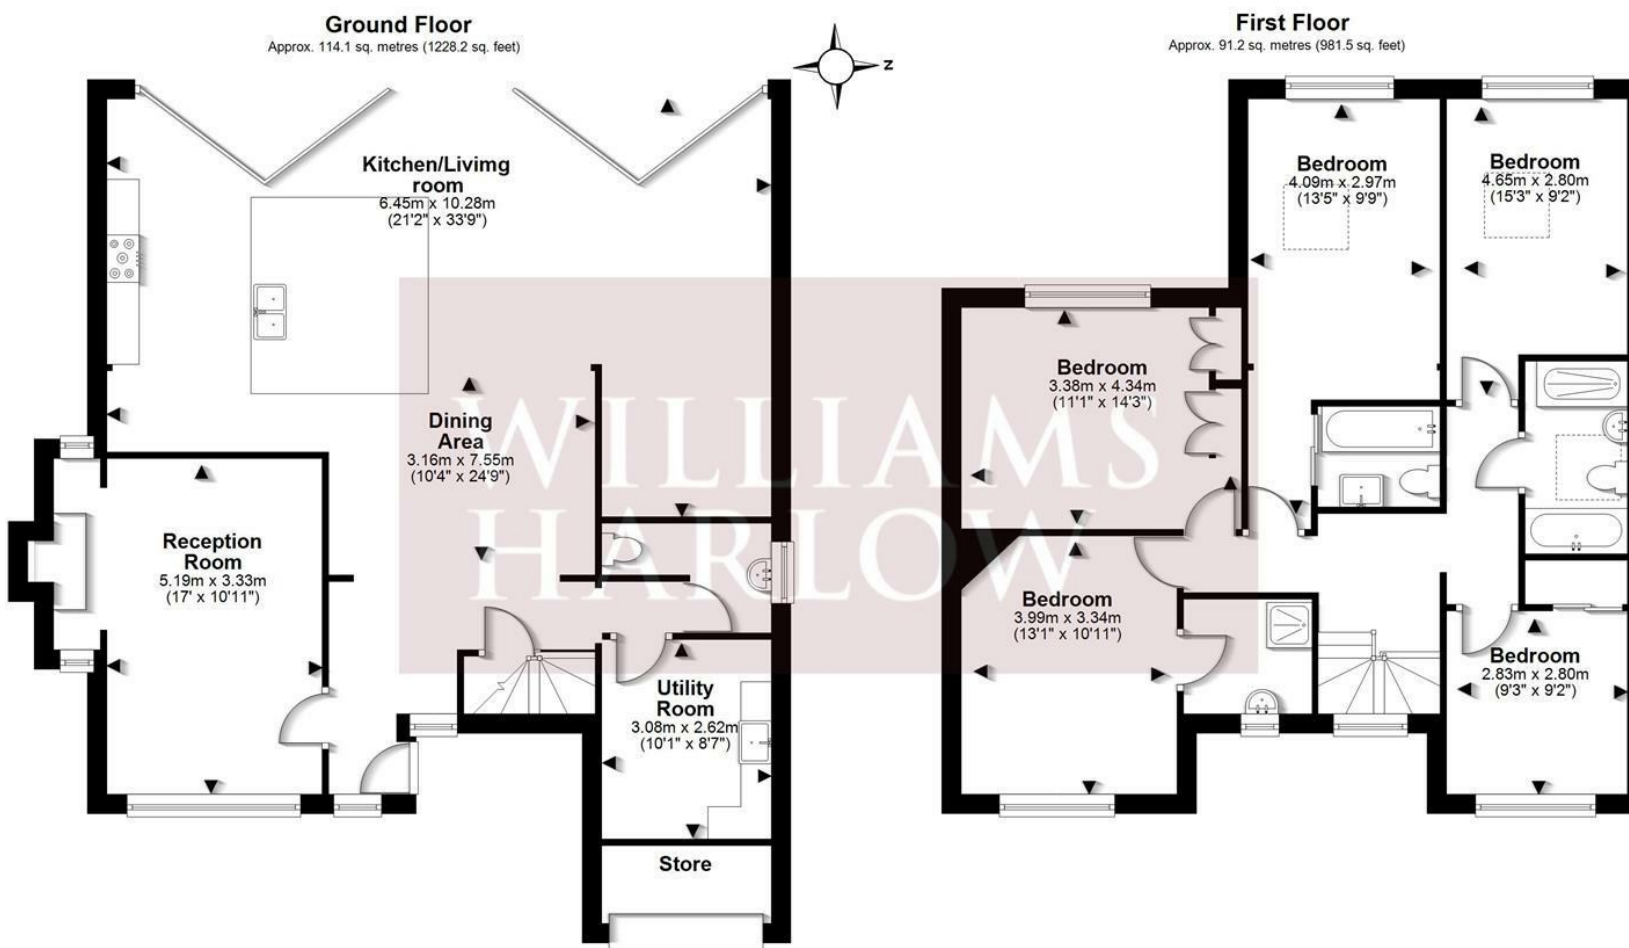 Ground Floor
Approx. 114.1 sq. metres (1228.2 sq. feet)
Z
Kitchen/Livimg
room
6.45m x 10.28m
(21'2" x 33'9")
Dining
Area
3.16m x 7.55m
(10'4" x 24'9")
Reception
Room
5.19m x 3.33m
(17' x 10'11")
Utility
Room
3.08m x 2.62m
(10'1" x 8'7")
Store
First Floor
Approx. 91.2 sq. metres (981.5 sq. feet)
Bedroom
4.09m x 2.97m
(13'5" x 9'9")
Bedroom
4.65m x 2.80m
(15'3" x 9'2")
Bedroom
3.38m x 4.34m
(11'1" x 14'3")
Bedroom
3.99m x 3.34m
(13'1" x 10'11")
Bedroom
2.83m x 2.80m
(9'3" x 9'2")
WILLIAMS
HARLOW